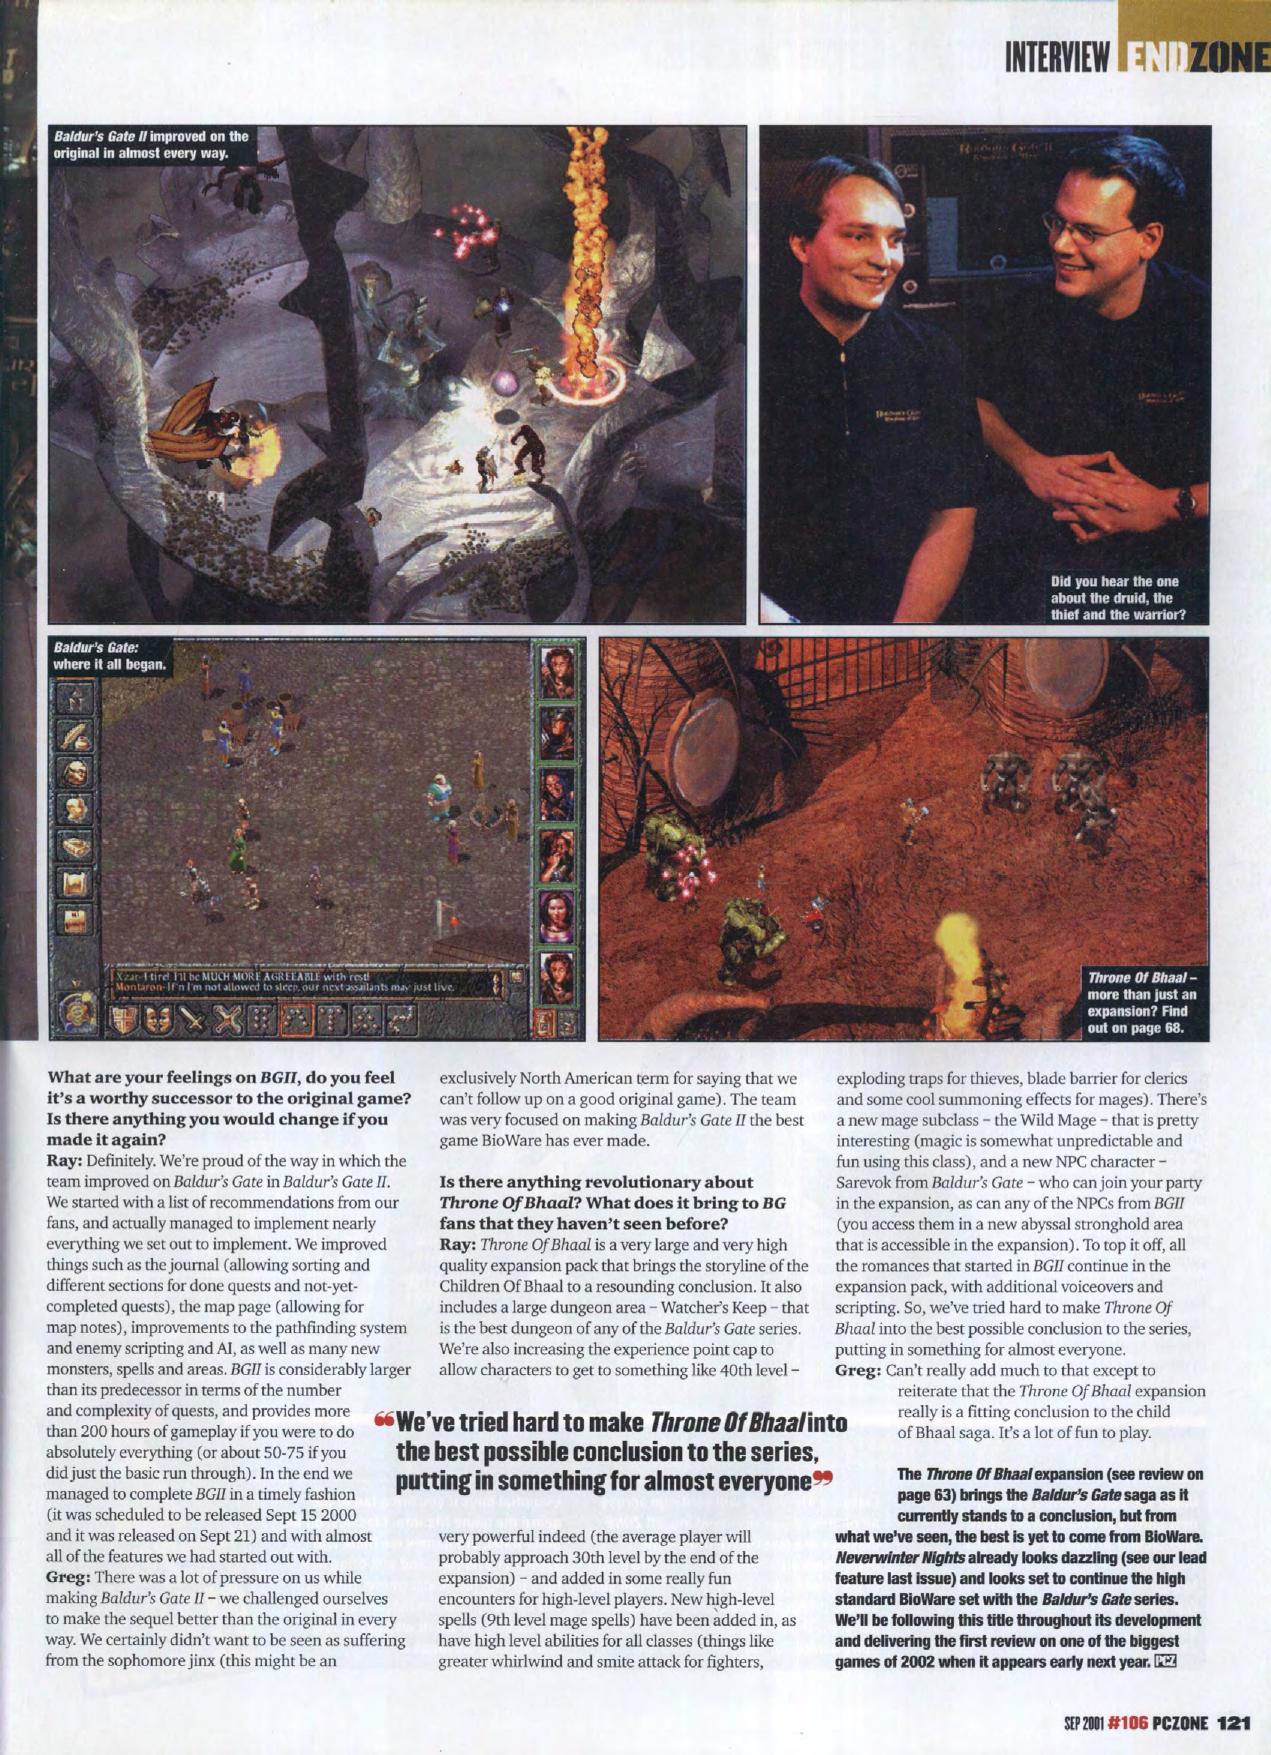 INTERVIEW ENDZONE
Baldur's Gate II improved on the
original in almost every way.
Did you hear the one
about the druid, the
thief and the warrior?
Baldur's Gate:
where it all began.
Xzar-I tire! I'll be MUCH MORE AGREEABLE with rest!
Montaron-If'n I'm not allowed to sleep, our next assailants may just live.
Throne Of Bhaal –
more than just an
expansion? Find
out on page 68.
What are your feelings on BGII, do you feel
it's a worthy successor to the original game?
Is there anything you would change if you
made it again?
Ray: Definitely. We're proud of the way in which the
team improved on Baldur's Gate in Baldur's Gate II.
We started with a list of recommendations from our
fans, and actually managed to implement nearly
everything we set out to implement. We improved
things such as the journal (allowing sorting and
different sections for done quests and not-yet-
completed quests), the map page (allowing for
map notes), improvements to the pathfinding system
and enemy scripting and AI, as well as many new
monsters, spells and areas. BGII is considerably larger
than its predecessor in terms of the number
and complexity of quests, and provides more
than 200 hours of gameplay if you were to do
absolutely everything (or about 50-75 if you
did just the basic run through). In the end we
managed to complete BGII in a timely fashion
(it was scheduled to be released Sept 15 2000
and it was released on Sept 21) and with almost
all of the features we had started out with.
Greg: There was a lot of pressure on us while
making Baldur's Gate II – we challenged ourselves
to make the sequel better than the original in every
way. We certainly didn't want to be seen as suffering
from the sophomore jinx (this might be an
exclusively North American term for saying that we
can't follow up on a good original game). The team
was very focused on making Baldur's Gate II the best
game BioWare has ever made.
Is there anything revolutionary about
Throne Of Bhaal? What does it bring to BG
fans that they haven't seen before?
Ray: Throne Of Bhaal is a very large and very high
quality expansion pack that brings the storyline of the
Children Of Bhaal to a resounding conclusion. It also
includes a large dungeon area – Watcher's Keep – that
is the best dungeon of any of the Baldur's Gate series.
We're also increasing the experience point cap to
allow characters to get to something like 40th level –
“We've tried hard to make Throne Of Bhaal into
the best possible conclusion to the series,
putting in something for almost everyone”
very powerful indeed (the average player will
probably approach 30th level by the end of the
expansion) – and added in some really fun
encounters for high-level players. New high-level
spells (9th level mage spells) have been added in, as
have high level abilities for all classes (things like
greater whirlwind and smite attack for fighters,
exploding traps for thieves, blade barrier for clerics
and some cool summoning effects for mages). There's
a new mage subclass – the Wild Mage – that is pretty
interesting (magic is somewhat unpredictable and
fun using this class), and a new NPC character –
Sarevok from Baldur's Gate – who can join your party
in the expansion, as can any of the NPCs from BGII
(you access them in a new abyssal stronghold area
that is accessible in the expansion). To top it off, all
the romances that started in BGII continue in the
expansion pack, with additional voiceovers and
scripting. So, we've tried hard to make Throne Of
Bhaal into the best possible conclusion to the series,
putting in something for almost everyone.
Greg: Can't really add much to that except to
reiterate that the Throne Of Bhaal expansion
really is a fitting conclusion to the child
of Bhaal saga. It's a lot of fun to play.
The Throne Of Bhaal expansion (see review on
page 63) brings the Baldur's Gate saga as it
currently stands to a conclusion, but from
what we've seen, the best is yet to come from BioWare.
Neverwinter Nights already looks dazzling (see our lead
feature last issue) and looks set to continue the high
standard BioWare set with the Baldur's Gate series.
We'll be following this title throughout its development
and delivering the first review on one of the biggest
games of 2002 when it appears early next year. PCZ
SEP 2001 #106 PCZONE 121